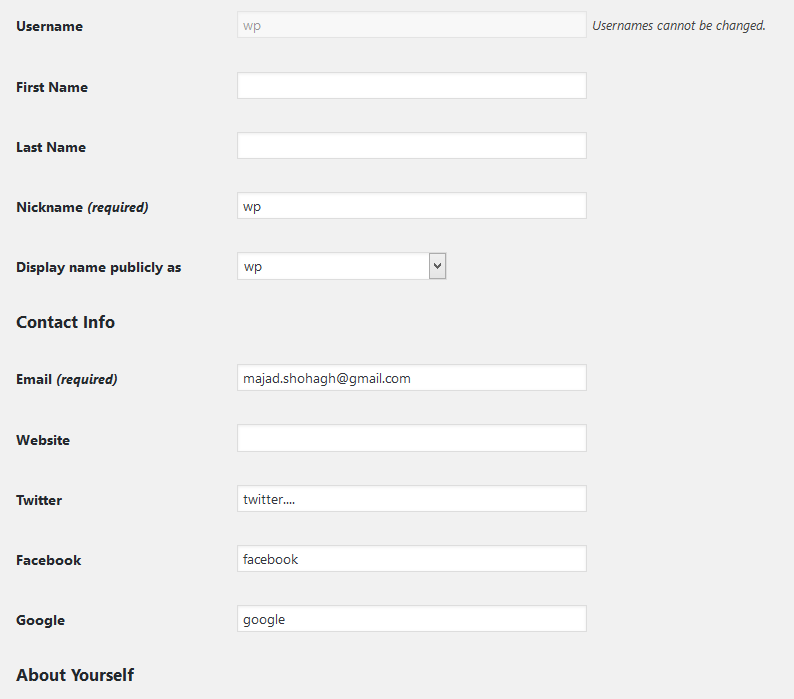 Username wp Usernames cannot be changed.
First Name
Last Name
Nickname (required) wp
Display name publicly as wp
Contact Info
Email (required) majad.shohagh@gmail.com
Website
Twitter twitter....
Facebook facebook
Google google
About Yourself